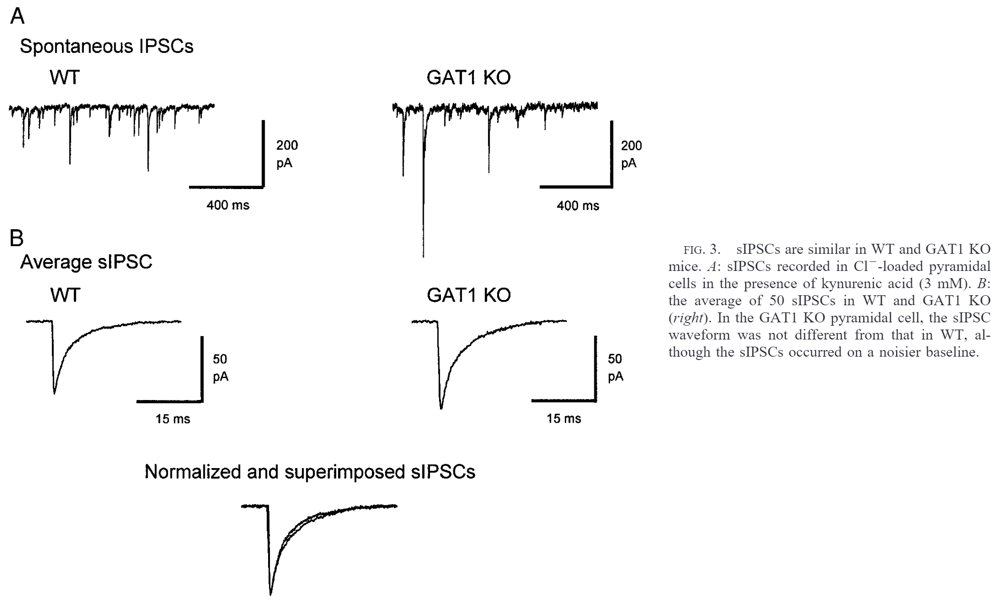 A
Spontaneous IPSCs
WT
GAT1 KO
200
pA
400 ms
200
pA
400 ms
B
Average sIPSC
WT
GAT1 KO
50
pA
15 ms
50
pA
15 ms
Normalized and superimposed sIPSCs
FIG. 3. sIPSCs are similar in WT and GAT1 KO
mice. A: sIPSCs recorded in Cl⁻-loaded pyramidal
cells in the presence of kynurenic acid (3 mM). B:
the average of 50 sIPSCs in WT and GAT1 KO
(right). In the GAT1 KO pyramidal cell, the sIPSC
waveform was not different from that in WT, al-
though the sIPSCs occurred on a noisier baseline.